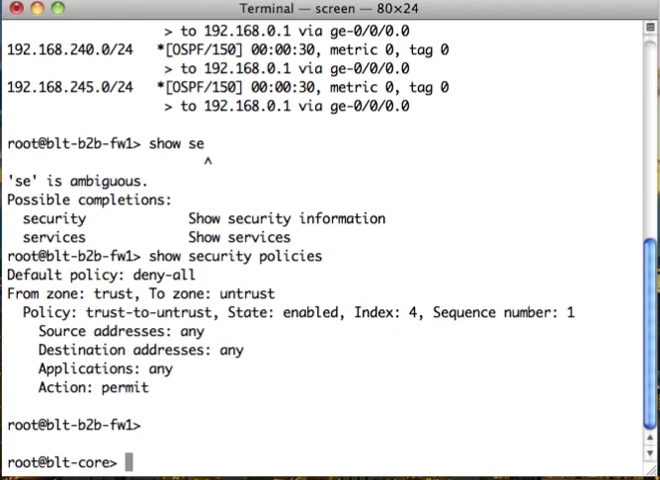 Terminal — screen — 80×24
> to 192.168.0.1 via ge-0/0/0.0
192.168.240.0/24 *[OSPF/150] 00:00:30, metric 0, tag 0
> to 192.168.0.1 via ge-0/0/0.0
192.168.245.0/24 *[OSPF/150] 00:00:30, metric 0, tag 0
> to 192.168.0.1 via ge-0/0/0.0
root@blt-b2b-fw1> show se
^
'se' is ambiguous.
Possible completions:
security Show security information
services Show services
root@blt-b2b-fw1> show security policies
Default policy: deny-all
From zone: trust, To zone: untrust
Policy: trust-to-untrust, State: enabled, Index: 4, Sequence number: 1
Source addresses: any
Destination addresses: any
Applications: any
Action: permit
root@blt-b2b-fw1>
root@blt-core>